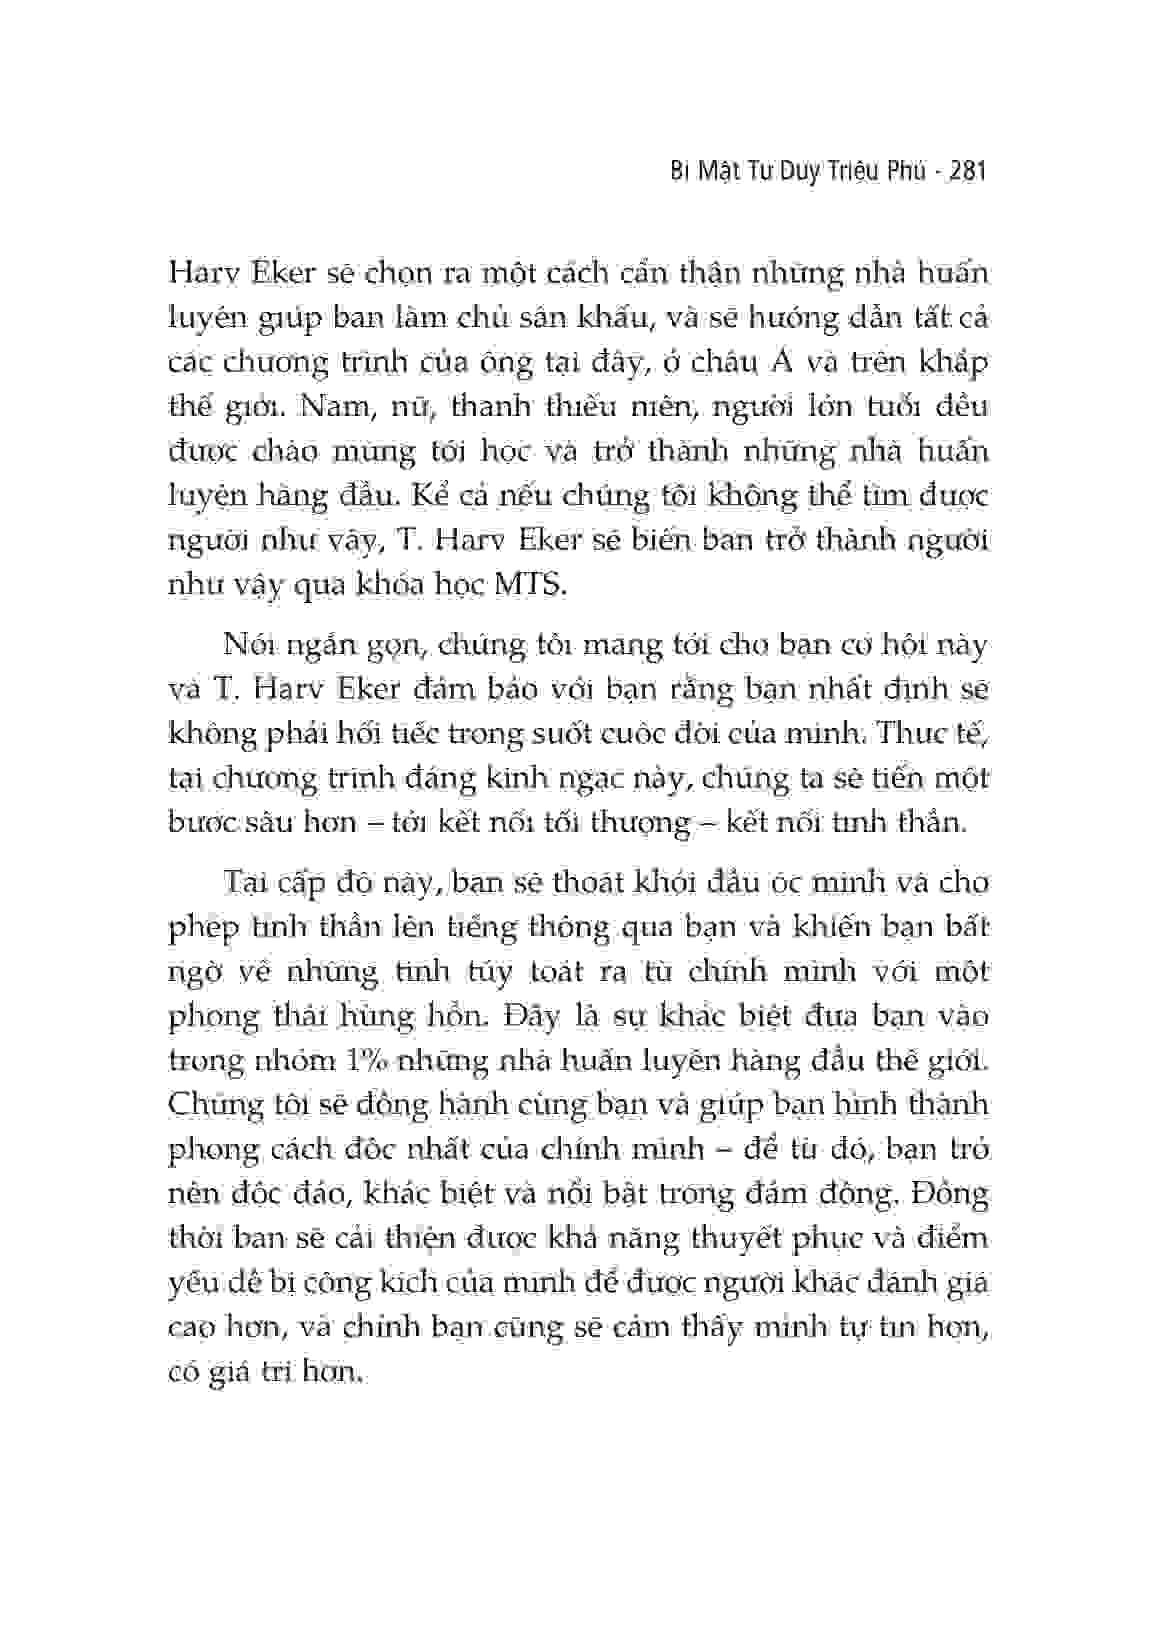 Bí Mật Tư Duy Triệu Phú - 281
Harv Eker sẽ chọn ra một cách cẩn thận những nhà huấn
luyện giúp bạn làm chủ sân khấu, và sẽ hướng dẫn tất cả
các chương trình của ông tại đây, ở châu Á và trên khắp
thế giới. Nam, nữ, thanh thiếu niên, người lớn tuổi đều
được chào mừng tới học và trở thành những nhà huấn
luyện hàng đầu. Kể cả nếu chúng tôi không thể tìm được
người như vậy, T. Harv Eker sẽ biến bạn trở thành người
như vậy qua khóa học MTS.
Nói ngắn gọn, chúng tôi mang tới cho bạn cơ hội này
và T. Harv Eker đảm bảo với bạn rằng bạn nhất định sẽ
không phải hối tiếc trong suốt cuộc đời của mình. Thực tế,
tại chương trình đáng kinh ngạc này, chúng ta sẽ tiến một
bước sâu hơn – tới kết nối tối thượng – kết nối tinh thần.
Tại cấp độ này, bạn sẽ thoát khỏi đầu óc mình và cho
phép tinh thần lên tiếng thông qua bạn và khiến bạn bất
ngờ về những tinh túy toát ra từ chính mình với một
phong thái hùng hồn. Đây là sự khác biệt đưa bạn vào
trong nhóm 1% những nhà huấn luyện hàng đầu thế giới.
Chúng tôi sẽ đồng hành cùng bạn và giúp bạn hình thành
phong cách độc nhất của chính mình – để từ đó, bạn trở
nên độc đáo, khác biệt và nổi bật trong đám đông. Đồng
thời bạn sẽ cải thiện được khả năng thuyết phục và điểm
yếu dễ bị công kích của mình để được người khác đánh giá
cao hơn, và chính bạn cũng sẽ cảm thấy mình tự tin hơn,
có giá trị hơn.